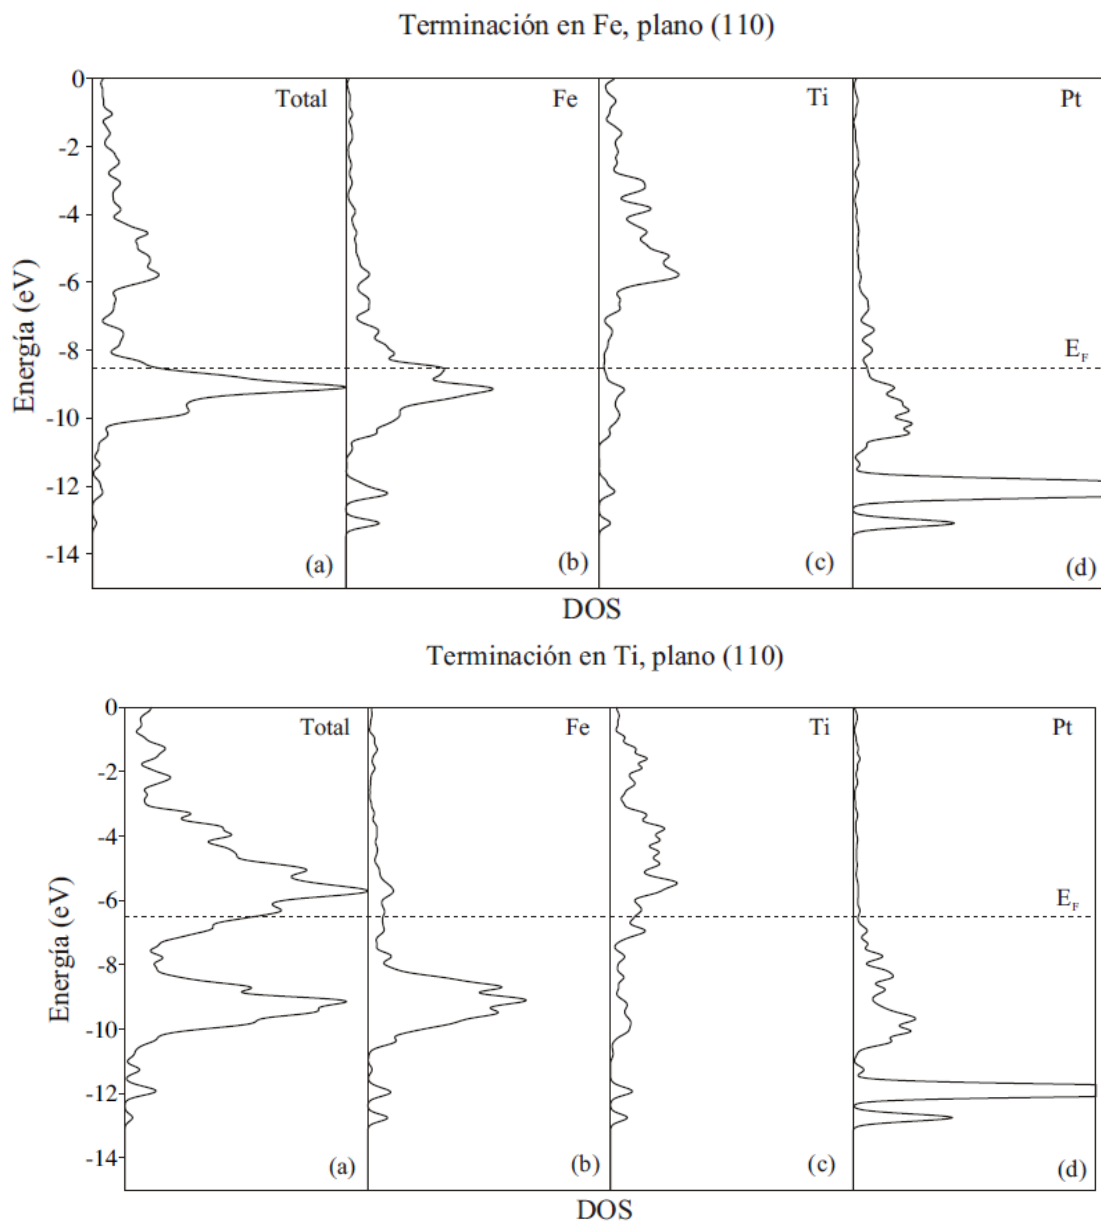 Terminación en Fe, plano (110)
Total
Fe
Ti
Pt
0
-2
-4
-6
-8
-10
-12
-14
Energía (eV)
E_F
(a)
(b)
(c)
(d)
DOS
Terminación en Ti, plano (110)
Total
Fe
Ti
Pt
0
-2
-4
-6
-8
-10
-12
-14
Energía (eV)
E_F
(a)
(b)
(c)
(d)
DOS